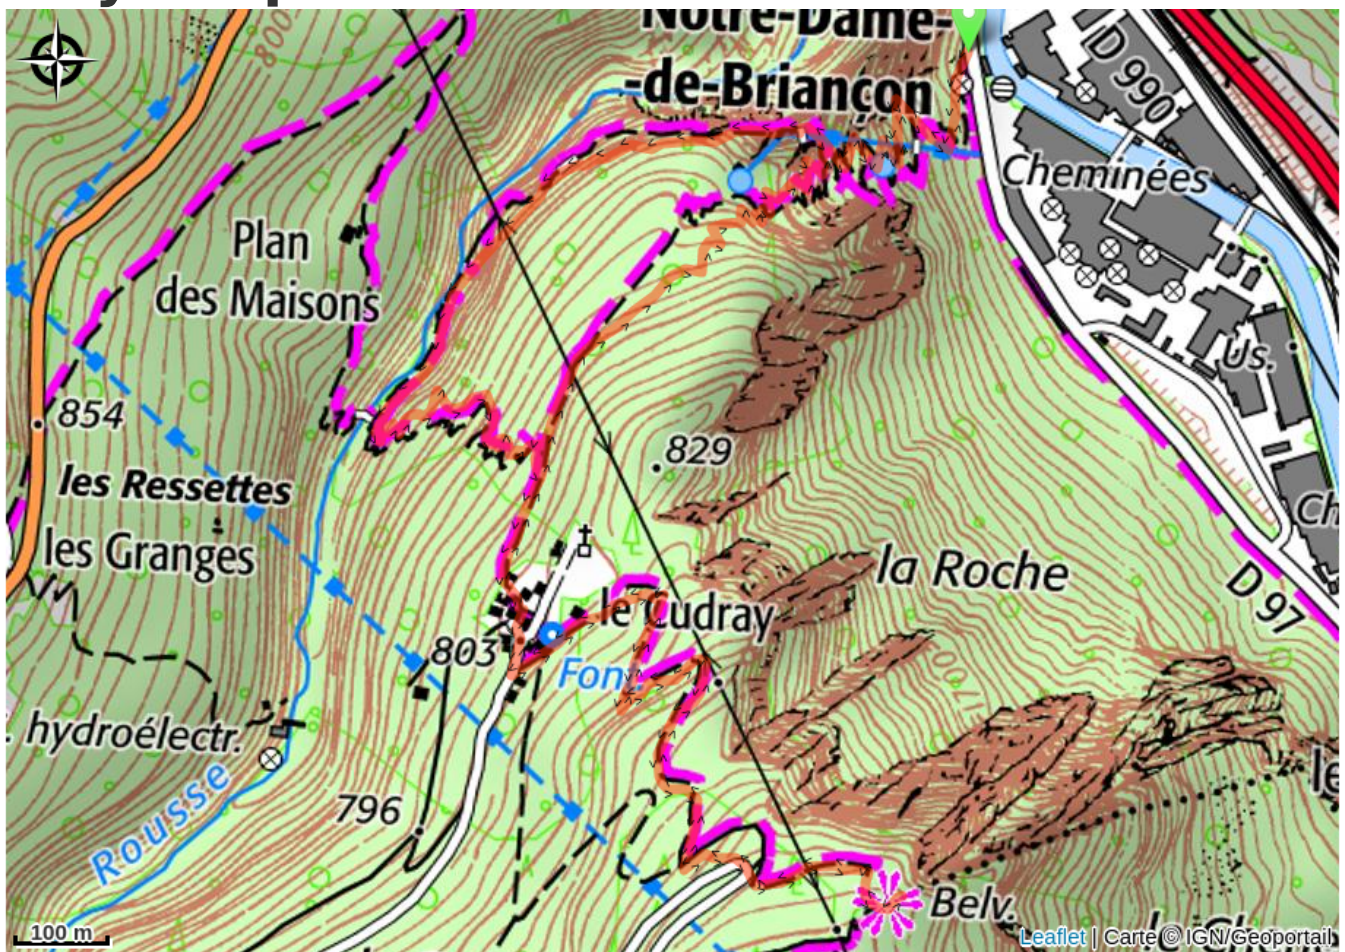 Notre-Dame-
-de-Briançon
D 990
Cheminées
Plan
des Maisons
Us.
854
829
les Ressettes
les Granges
la Roche
D 97
le Cudray
803
Font.
hydroélectr.
796
Rousse
Belv.
100 m
Leaflet | Carte © IGN/Geoportail